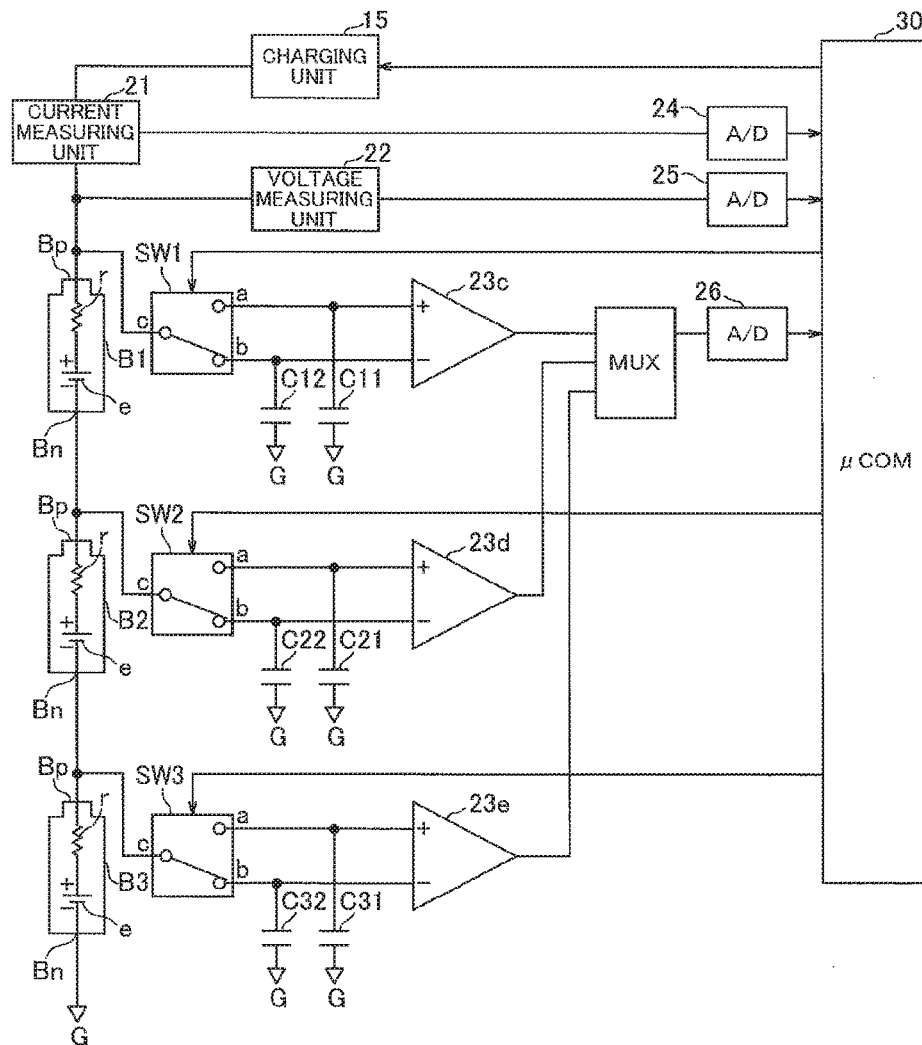 15
30
CHARGING
UNIT
21
CURRENT
MEASURING
UNIT
24
A/D
22
VOLTAGE
MEASURING
UNIT
25
A/D
Bp
SW1
r
a
c
b
23c
+
−
26
A/D
MUX
B1
+
−
e
C12
C11
G
G
Bn
μCOM
Bp
SW2
r
a
c
b
23d
+
−
B2
+
−
e
C22
C21
G
G
Bn
Bp
SW3
r
a
c
b
23e
+
−
B3
+
−
e
C32
C31
G
G
Bn
G